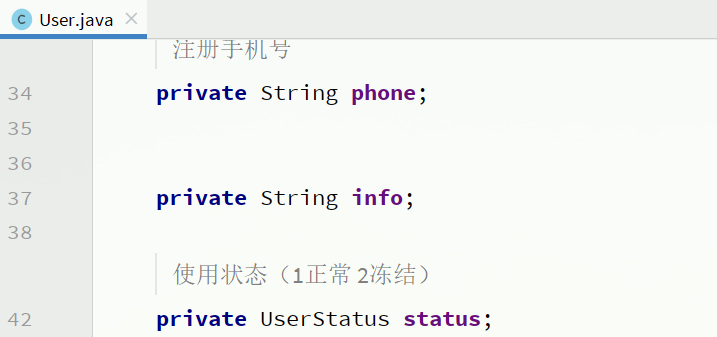 C User.java ×
注册手机号
34 private String phone;
35
36
37 private String info;
38
使用状态（1正常 2冻结）
42 private UserStatus status;